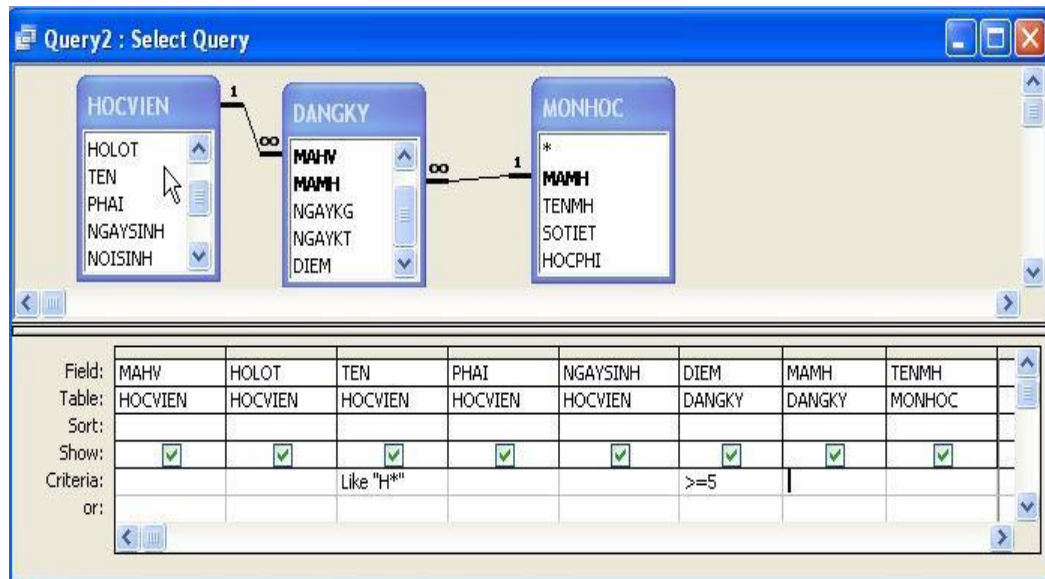 Query2 : Select Query
HOCVIEN
HOLOT
TEN
PHAI
NGAYSINH
NOISINH
1
∞
DANGKY
MAHV
MAMH
NGAYKG
NGAYKT
DIEM
∞
1
MONHOC
*
MAMH
TENMH
SOTIET
HOCPHI
Field: MAHV HOLOT TEN PHAI NGAYSINH DIEM MAMH TENMH
Table: HOCVIEN HOCVIEN HOCVIEN HOCVIEN HOCVIEN DANGKY DANGKY MONHOC
Sort:
Show:
Criteria: Like "H*" >=5
or: